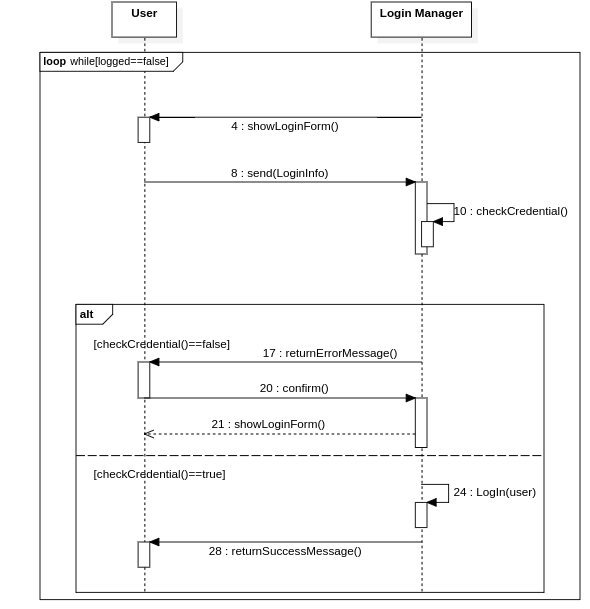 User
Login Manager
loop while[logged==false]
4 : showLoginForm()
8 : send(LoginInfo)
10 : checkCredential()
alt
[checkCredential()==false]
17 : returnErrorMessage()
20 : confirm()
21 : showLoginForm()
[checkCredential()==true]
24 : LogIn(user)
28 : returnSuccessMessage()